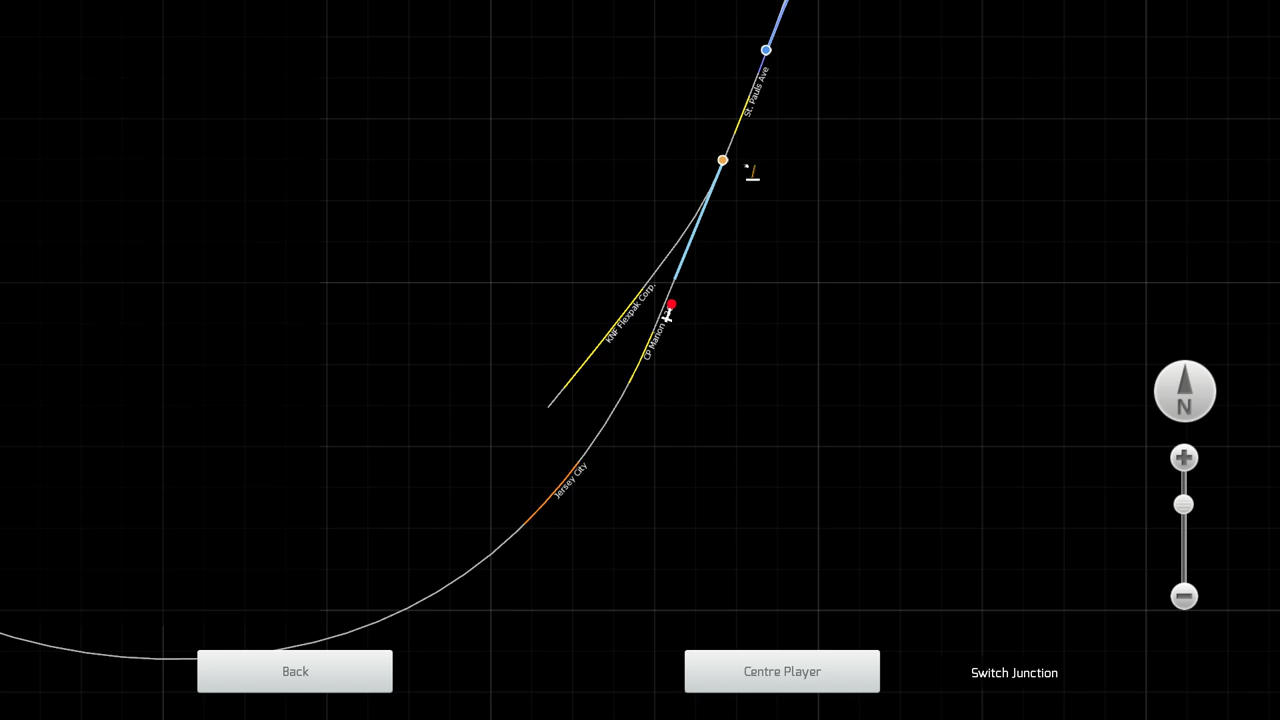 St. Pauls Ave
KNF Flexpak Corp.
CP Marion
Jersey City
N
Back
Centre Player
Switch Junction